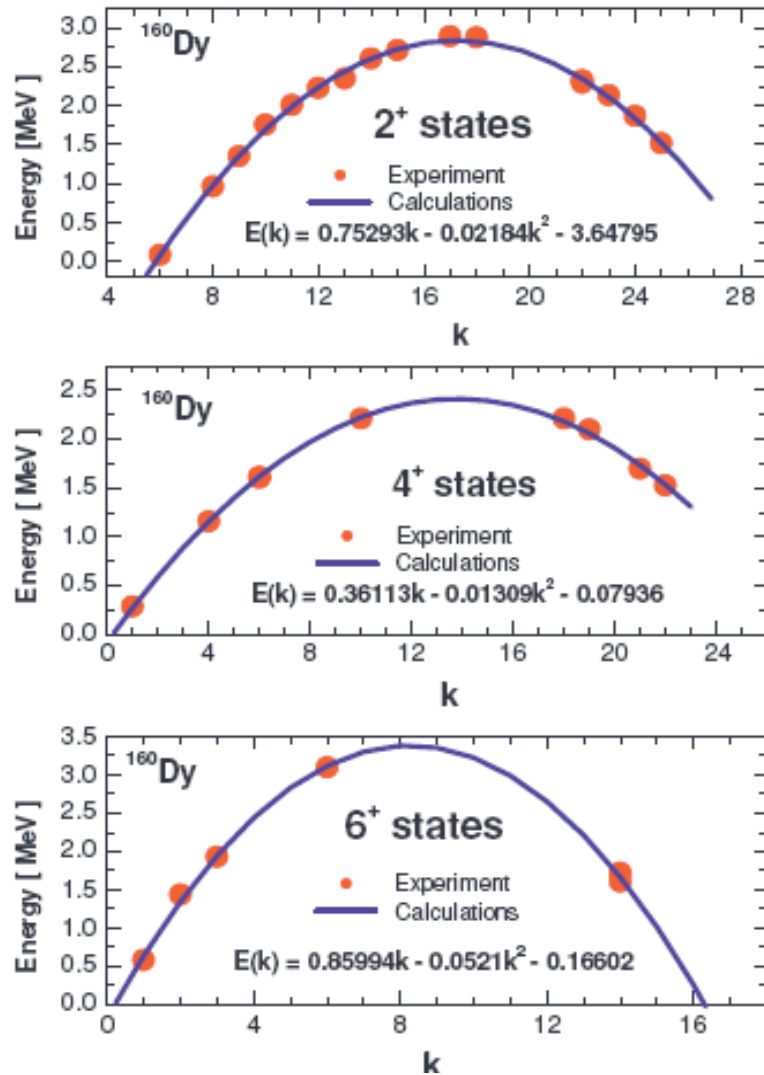 ¹⁶⁰Dy
3.0
2.5
2.0
1.5
1.0
0.5
0.0
Energy [MeV]
2⁺ states
Experiment
Calculations
E(k) = 0.75293k - 0.02184k² - 3.64795
4 8 12 16 20 24 28
k
¹⁶⁰Dy
2.5
2.0
1.5
1.0
0.5
0.0
Energy [ MeV ]
4⁺ states
Experiment
Calculations
E(k) = 0.36113k - 0.01309k² - 0.07936
0 4 8 12 16 20 24
k
¹⁶⁰Dy
3.5
3.0
2.5
2.0
1.5
1.0
0.5
0.0
Energy [ MeV ]
6⁺ states
Experiment
Calculations
E(k) = 0.85994k - 0.0521k² - 0.16602
0 4 8 12 16
k